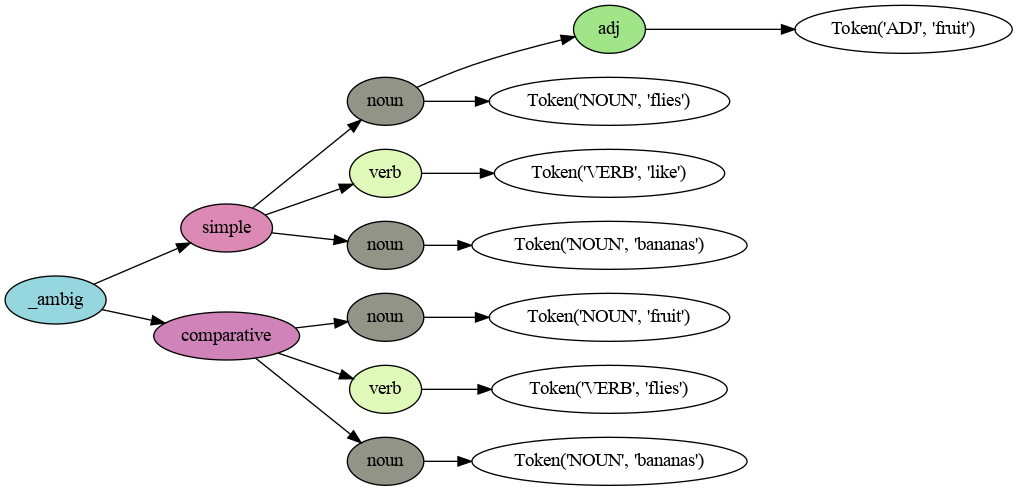 adj
Token('ADJ', 'fruit')
noun
Token('NOUN', 'flies')
verb
Token('VERB', 'like')
simple
noun
Token('NOUN', 'bananas')
_ambig
noun
Token('NOUN', 'fruit')
comparative
verb
Token('VERB', 'flies')
noun
Token('NOUN', 'bananas')